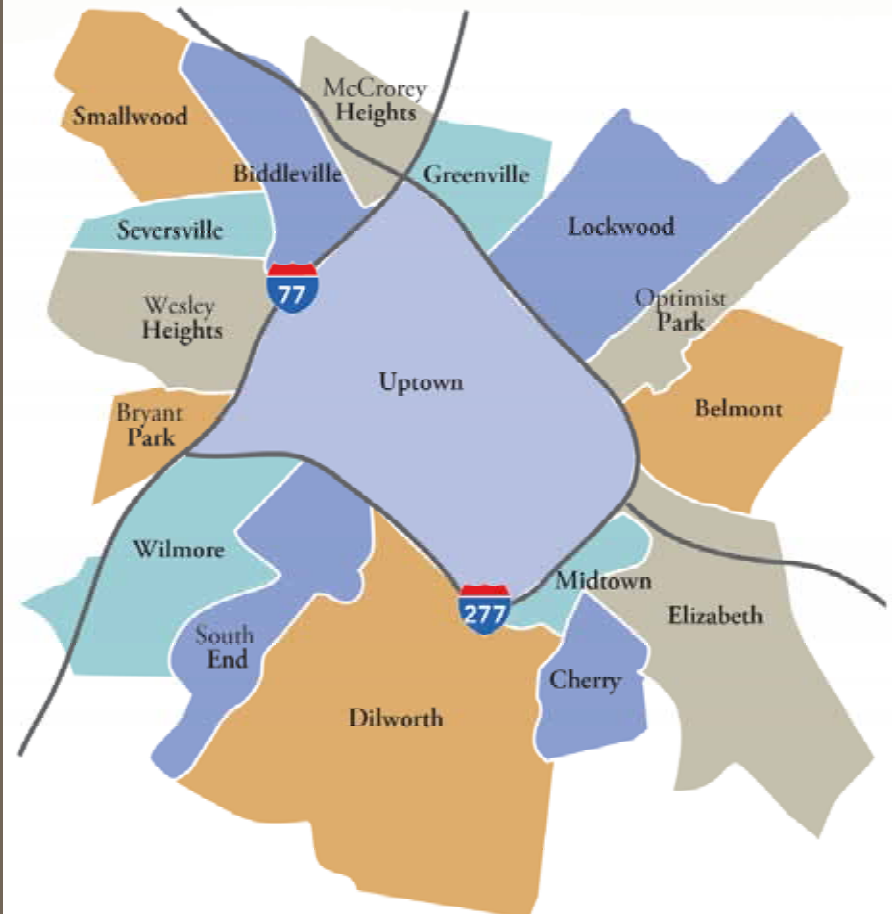 McCrorey
Heights
Smallwood
Biddleville
Greenville
Seversville
Lockwood
77
Wesley
Heights
Optimist
Park
Uptown
Bryant
Park
Belmont
Wilmore
Midtown
277
Elizabeth
South
End
Cherry
Dilworth